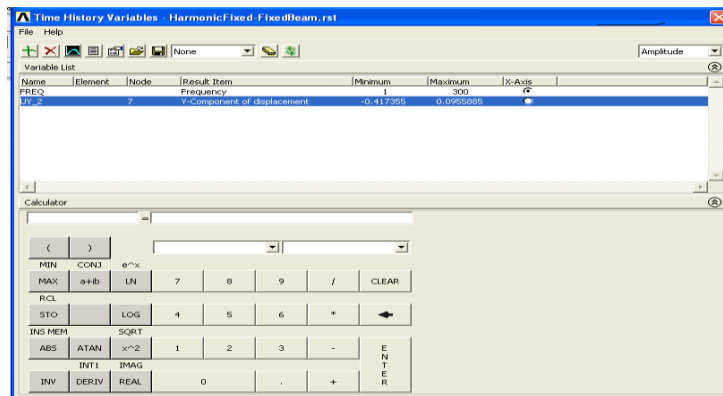 Time History Variables - HarmonicFixed-FixedBeam.rst
File Help
None Amplitude
Variable List
Name Element Node Result Item Minimum Maximum X-Axis
FREQ Frequency 1 300
UY_2 7 Y-Component of displacement -0.417355 0.0955885
Calculator
=
( )
MIN CONJ e^x
MAX a+ib LN 7 8 9 / CLEAR
RCL
STO LOG 4 5 6 *
INS MEM SQRT
ABS ATAN x^2 1 2 3 - ENTER
INT1 IMAG
INV DERIV REAL 0 . +